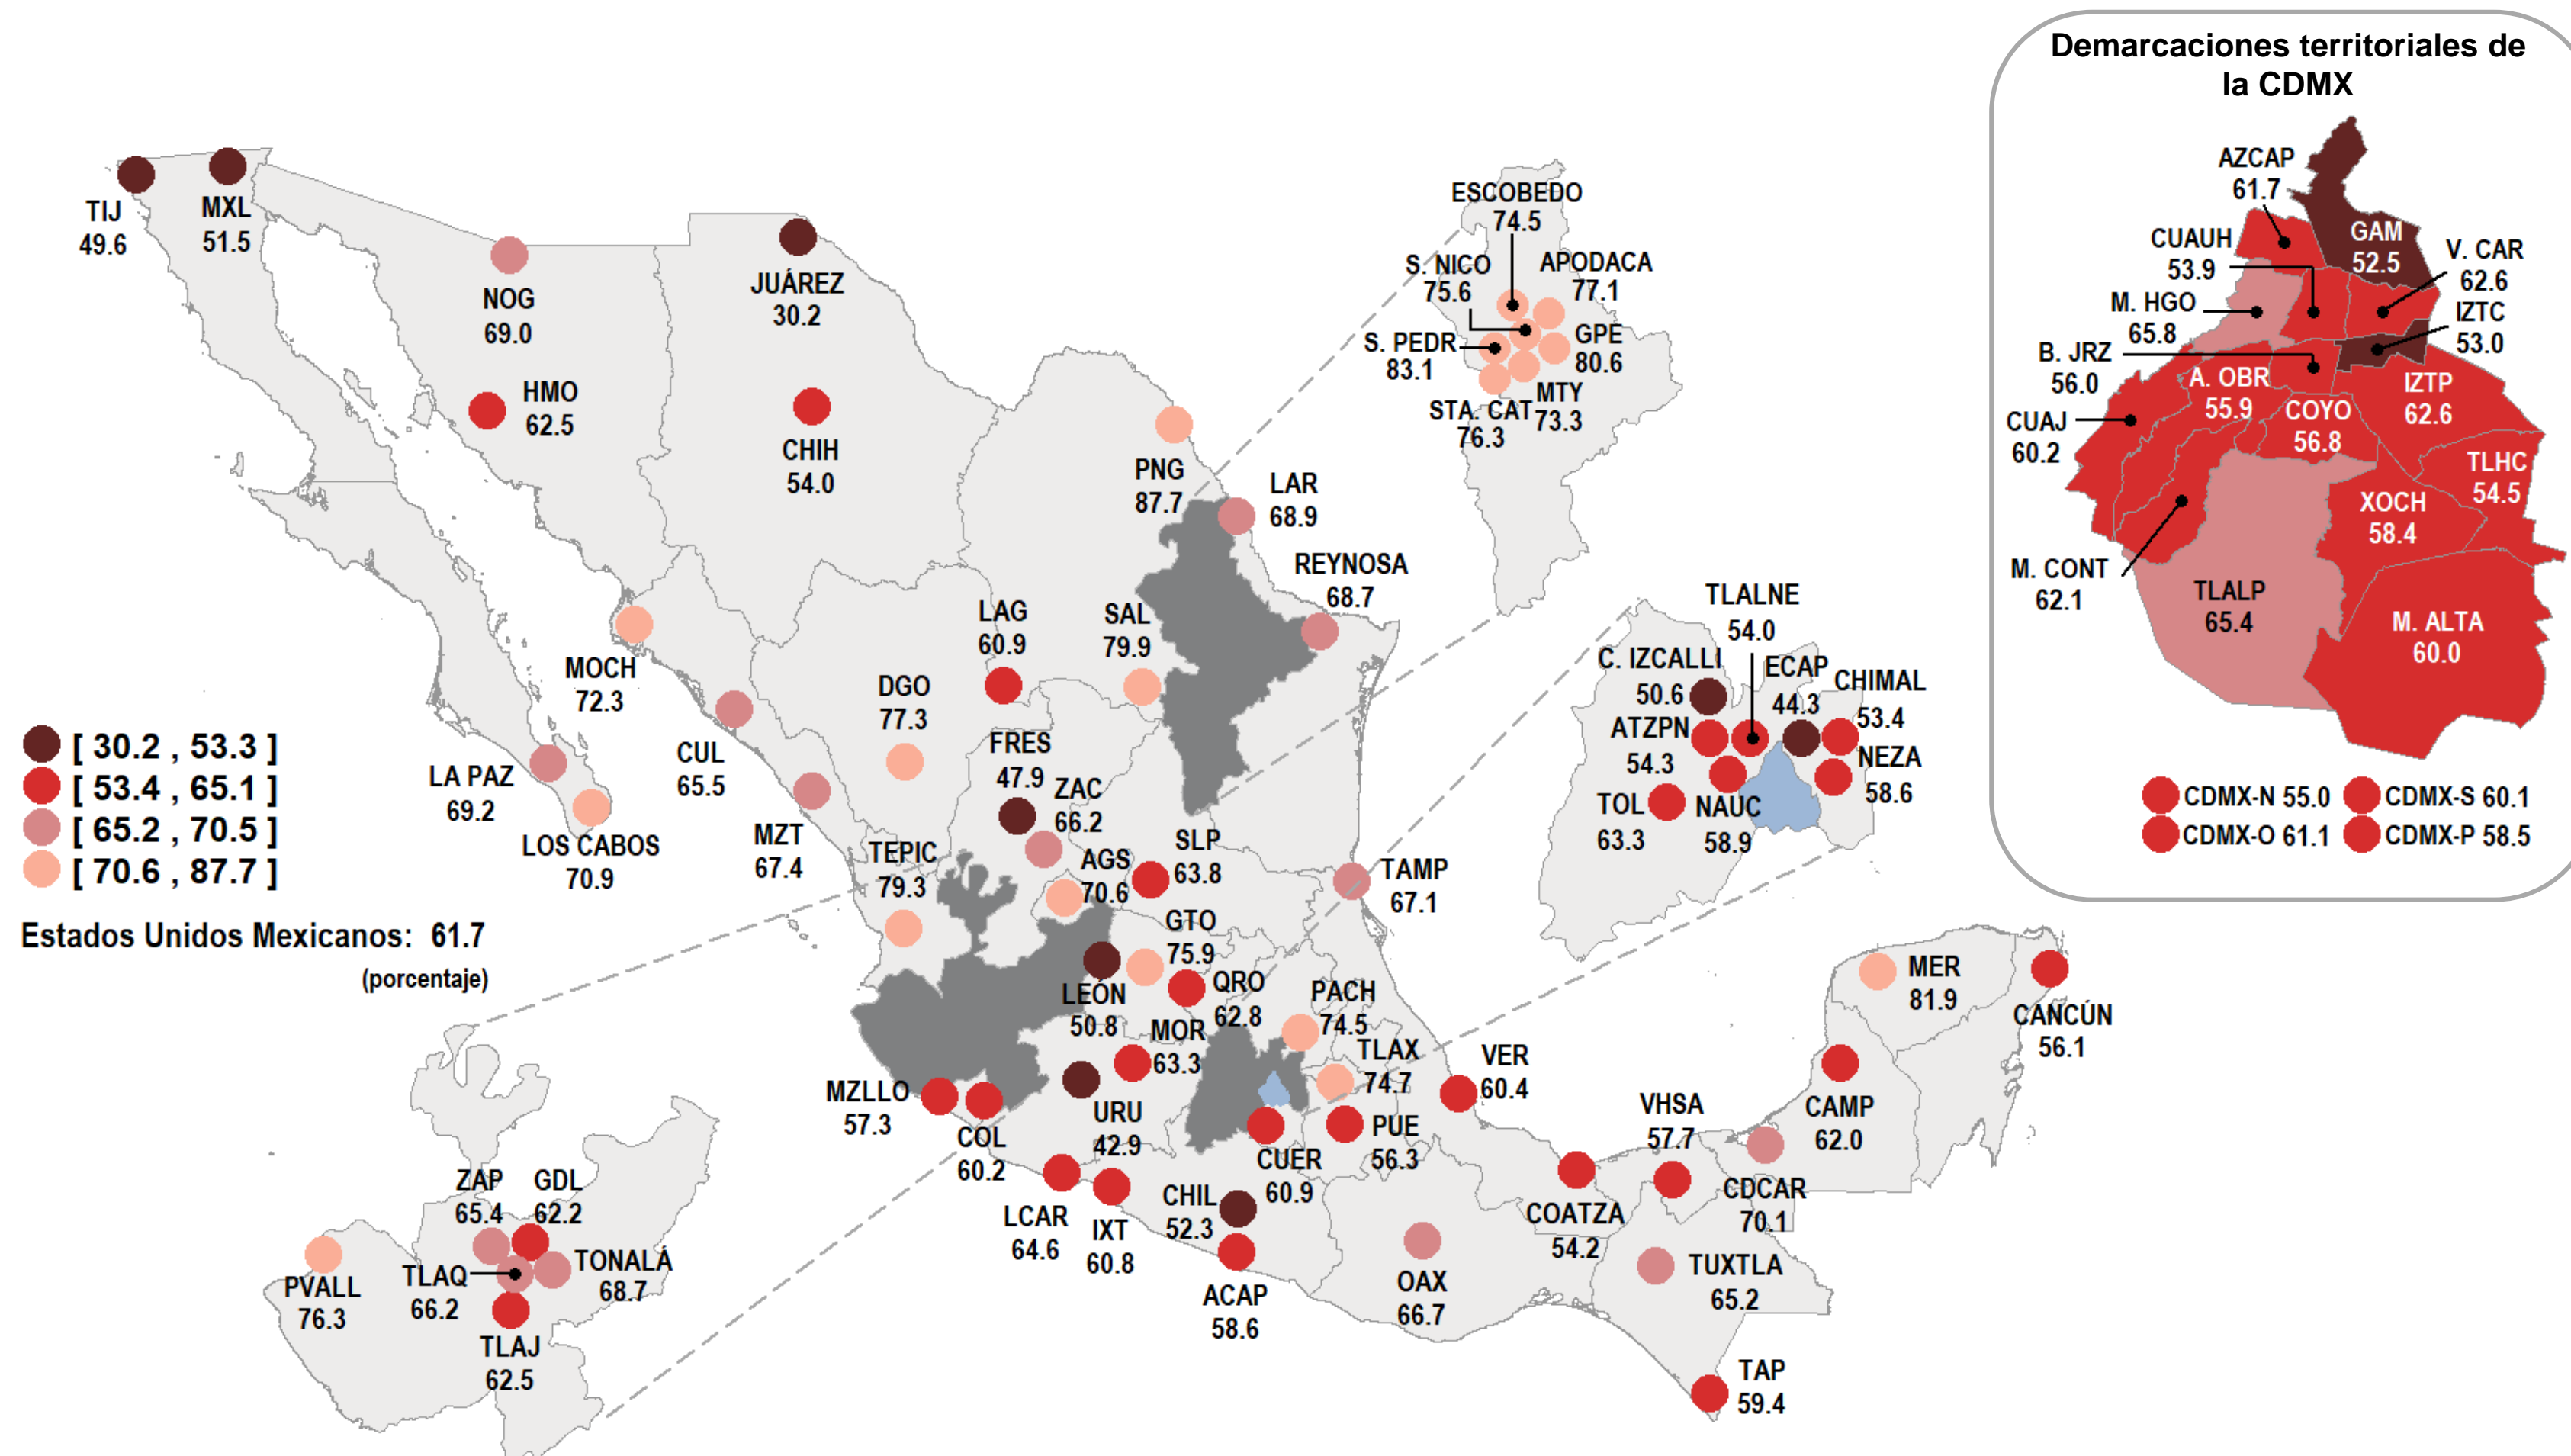 Demarcaciones territoriales de
la CDMX
AZCAP
61.7
GAM
52.5
CUAUH
53.9
V. CAR
62.6
M. HGO
65.8
IZTC
53.0
B. JRZ
56.0
A. OBR
55.9
IZTP
62.6
COYO
56.8
CUAJ
60.2
TLHC
54.5
XOCH
58.4
M. CONT
62.1
TLALP
65.4
M. ALTA
60.0
CDMX-N 55.0
CDMX-S 60.1
CDMX-O 61.1
CDMX-P 58.5
TIJ
49.6
MXL
51.5
NOG
69.0
JUÁREZ
30.2
HMO
62.5
CHIH
54.0
ESCOBEDO
74.5
S. NICO
75.6
APODACA
77.1
S. PEDR
83.1
GPE
80.6
MTY
73.3
STA. CAT
76.3
PNG
87.7
LAR
68.9
REYNOSA
68.7
LAG
60.9
SAL
79.9
MOCH
72.3
DGO
77.3
CUL
65.5
LA PAZ
69.2
LOS CABOS
70.9
MZT
67.4
FRES
47.9
ZAC
66.2
TEPIC
79.3
AGS
70.6
SLP
63.8
TAMP
67.1
GTO
75.9
LEÓN
50.8
QRO
62.8
PACH
74.5
MOR
63.3
TLAX
74.7
VER
60.4
MZLLO
57.3
COL
60.2
URU
42.9
CUER
60.9
PUE
56.3
LCAR
64.6
IXT
60.8
CHIL
52.3
ACAP
58.6
OAX
66.7
COATZA
54.2
VHSA
57.7
CDCAR
70.1
TUXTLA
65.2
TAP
59.4
CAMP
62.0
MER
81.9
CANCÚN
56.1
TLALNE
54.0
C. IZCALLI
50.6
ECAP
44.3
CHIMAL
53.4
ATZPN
54.3
NEZA
58.6
TOL
63.3
NAUC
58.9
[ 30.2 , 53.3 ]
[ 53.4 , 65.1 ]
[ 65.2 , 70.5 ]
[ 70.6 , 87.7 ]
Estados Unidos Mexicanos: 61.7
(porcentaje)
ZAP
65.4
GDL
62.2
TONALÁ
68.7
TLAQ
66.2
PVALL
76.3
TLAJ
62.5